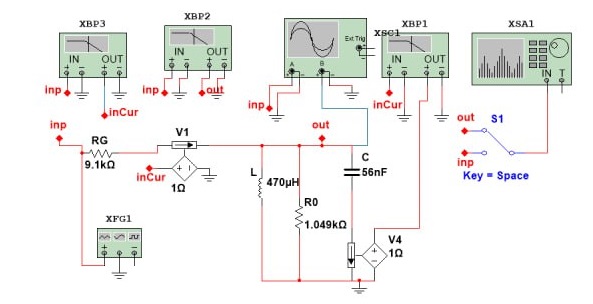 XBP3
XBP2
XSC1
XBP1
XSA1
IN OUT
IN OUT
Ext Trig
A B
IN OUT
IN T
inp
inCur
inp
out
inp
inCur
inp
RG
9.1kΩ
V1
inCur
1Ω
out
out
S1
inp
Key = Space
L
470μH
R0
1.049kΩ
C
56nF
V4
1Ω
XFG1